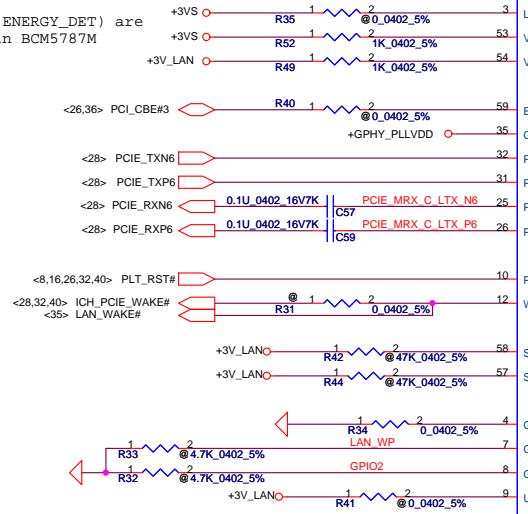 ENERGY_DET) are
in BCM5787M
+3VS R35 1 2 @0_0402_5% 3 L
+3VS R52 1 2 1K_0402_5% 53 V
+3V_LAN R49 1 2 1K_0402_5% 54 V
<26,36> PCI_CBE#3 R40 1 2 @0_0402_5% 59
+GPHY_PLLVDD 35
<28> PCIE_TXN6 32
<28> PCIE_TXP6 31
<28> PCIE_RXN6 0.1U_0402_16V7K C57 PCIE_MRX_C_LTX_N6 25
<28> PCIE_RXP6 0.1U_0402_16V7K C59 PCIE_MRX_C_LTX_P6 26
<8,16,26,32,40> PLT_RST# 10
<28,32,40> ICH_PCIE_WAKE# @ R31 1 2 0_0402_5% 12
<35> LAN_WAKE#
+3V_LAN R42 1 2 @47K_0402_5% 58 S
+3V_LAN R44 1 2 @47K_0402_5% 57 S
R34 1 2 0_0402_5% 4 G
R33 1 2 @4.7K_0402_5% LAN_WP 7 G
R32 1 2 @4.7K_0402_5% GPIO2 8 G
+3V_LAN R41 1 2 @0_0402_5% 9 U